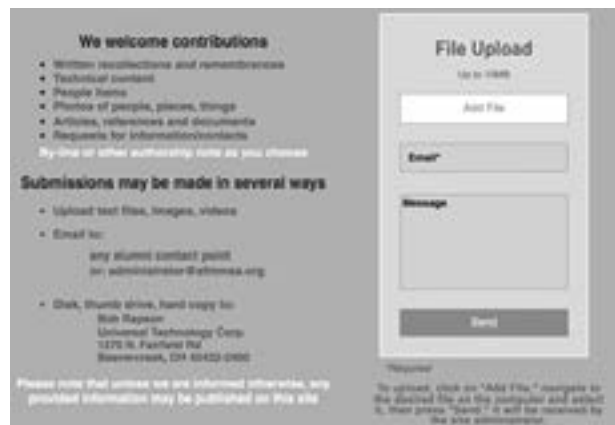 We welcome contributions
• Written recollections and remembrances
• Technical content
• People items
• Photos of people, places, things
• Articles, references and documents
• Requests for information/contacts
By-line or other authorship note as you choose
Submissions may be made in several ways
• Upload text files, images, videos
• Email to:
any alumni contact point
or: 
• Disk, thumb drive, hard copy to:
Bob Rapson
Universal Technology Corp.
1270 N. Fairfield Rd
Beavercreek, OH
Please note that unless we are informed otherwise, any
provided information may be published on this site
File Upload
Up to
Add File
Email*
Message
Send
*Required
To upload, click on "Add File," navigate to
the desired file on the computer and select
it, then press "Send." It will be received by
the site administrator.